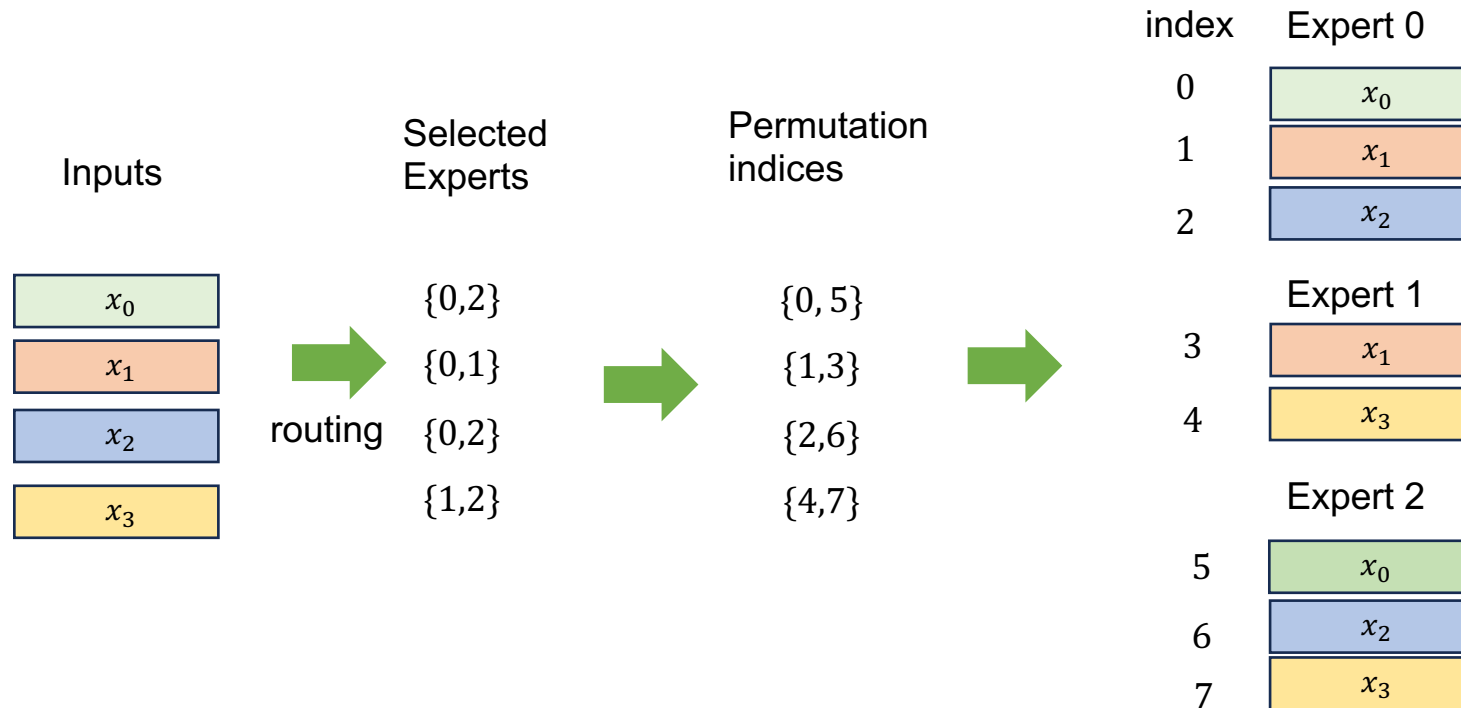 Inputs
x₀
x₁
x₂
x₃
routing
Selected
Experts
{0,2}
{0,1}
{0,2}
{1,2}
Permutation
indices
{0, 5}
{1,3}
{2,6}
{4,7}
index Expert 0
0 x₀
1 x₁
2 x₂
Expert 1
3 x₁
4 x₃
Expert 2
5 x₀
6 x₂
7 x₃